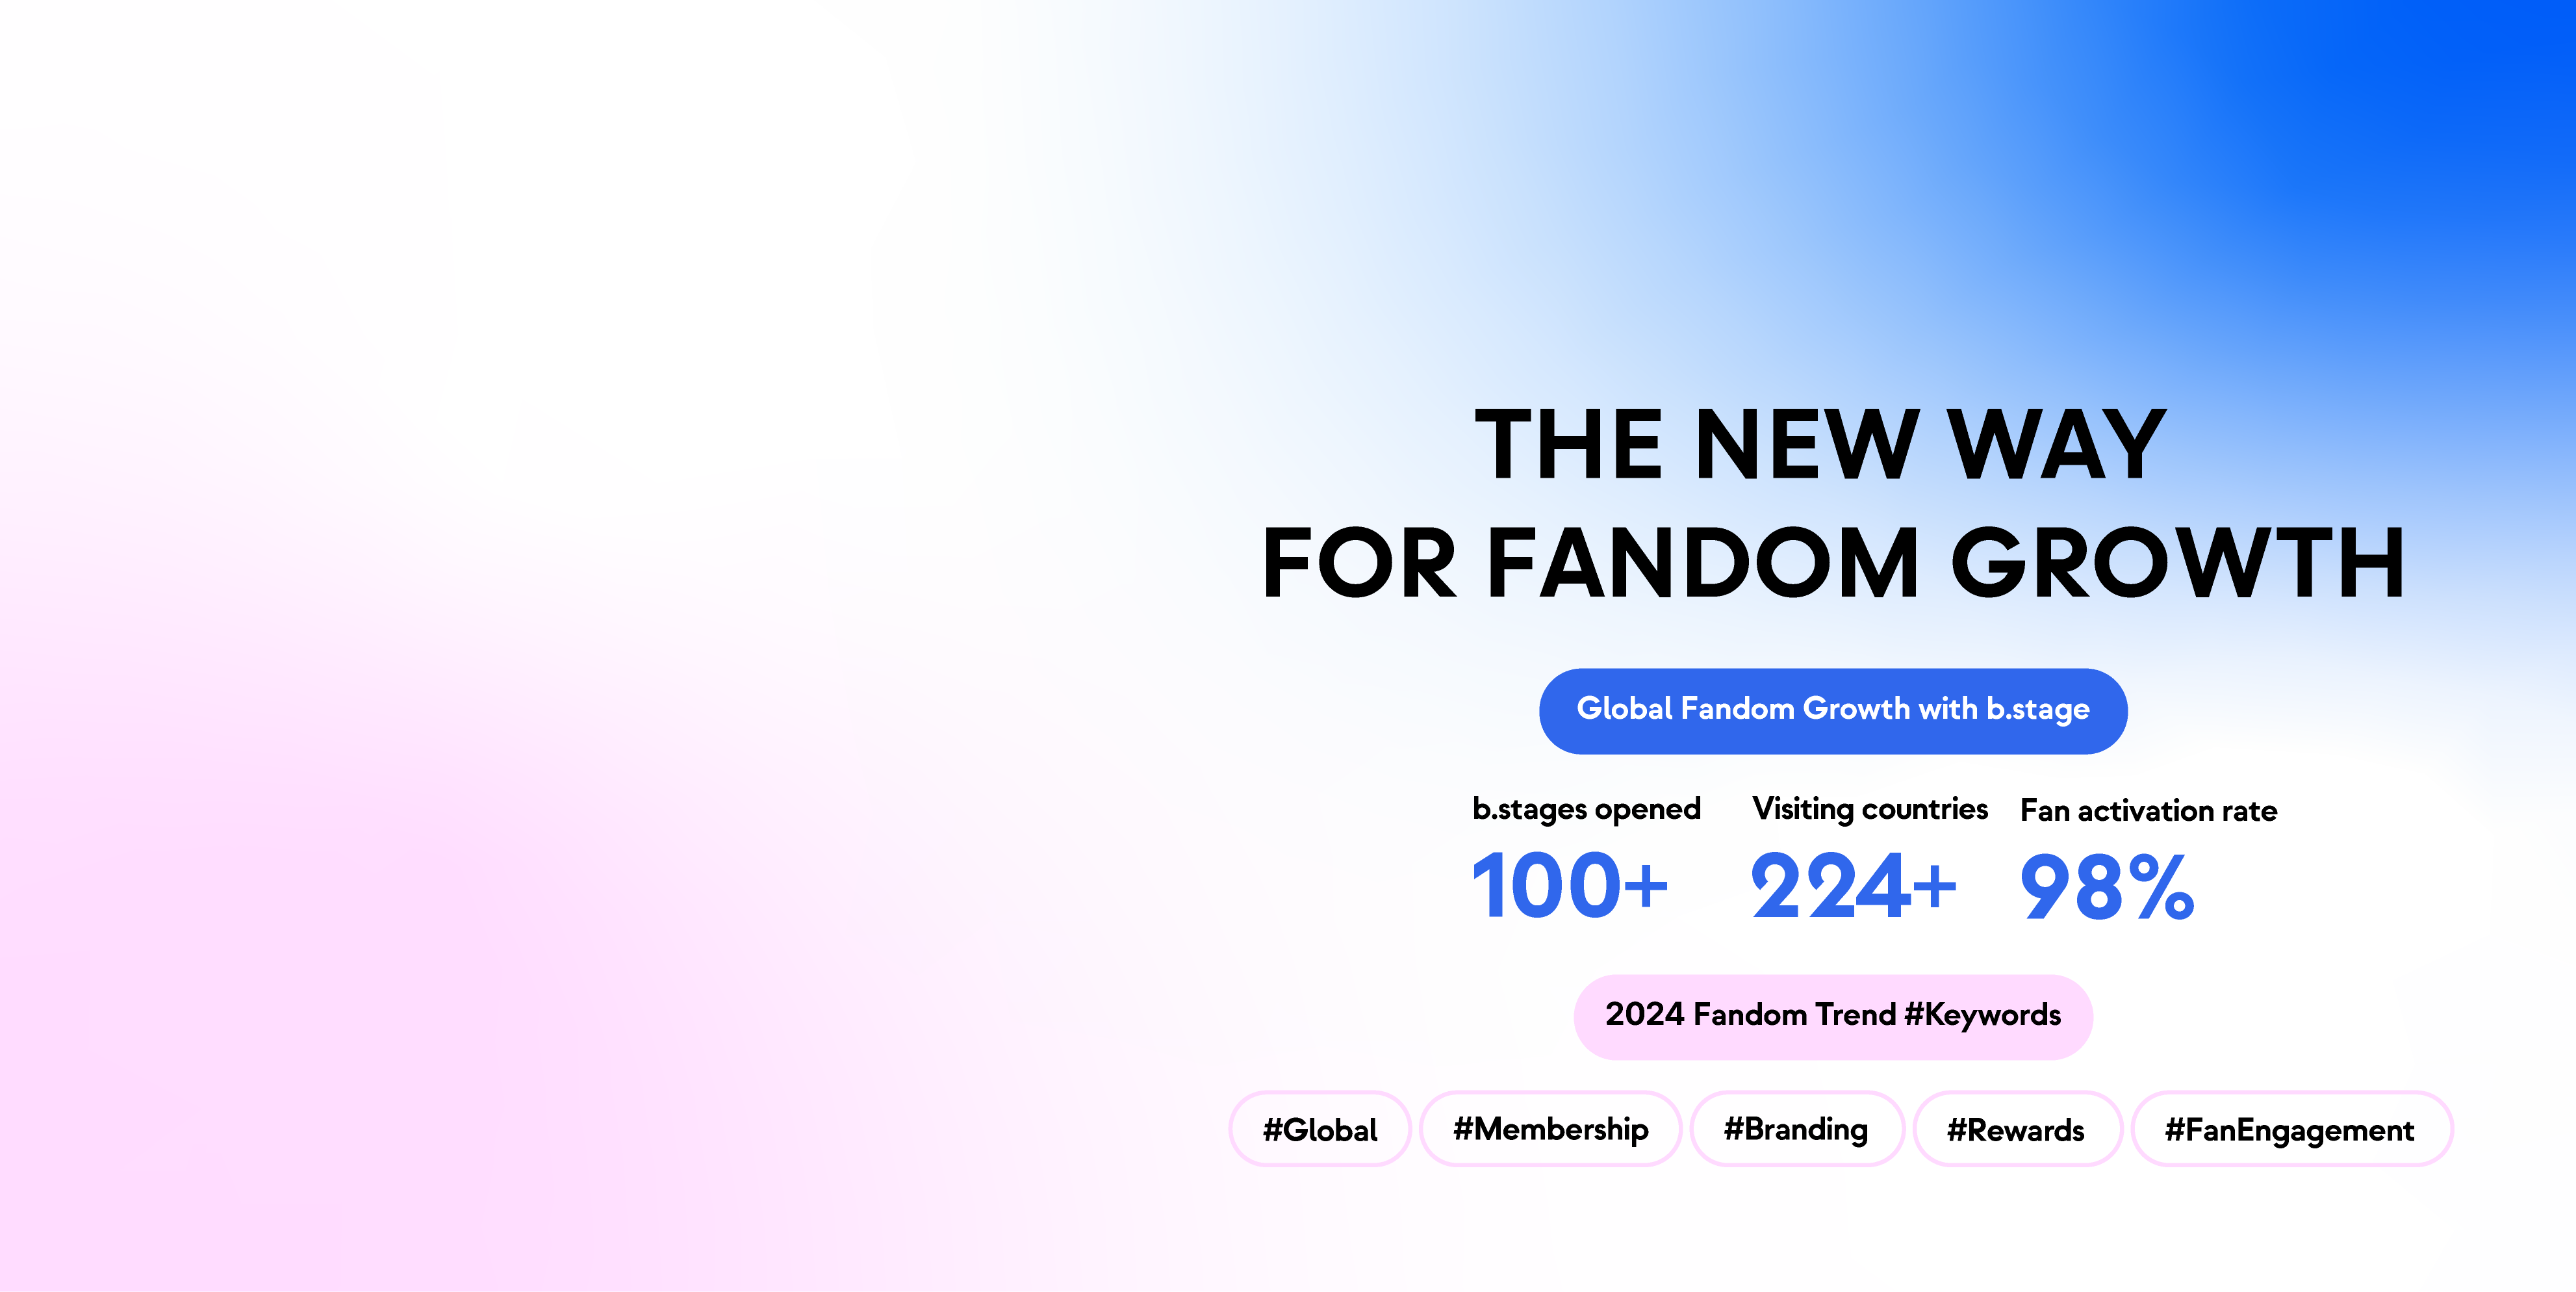 THE NEW WAY
FOR FANDOM GROWTH
Global Fandom Growth with b.stage
b.stages opened Visiting countries Fan activation rate
100+ 224+ 98%
2024 Fandom Trend #Keywords
#Global #Membership #Branding #Rewards #FanEngagement